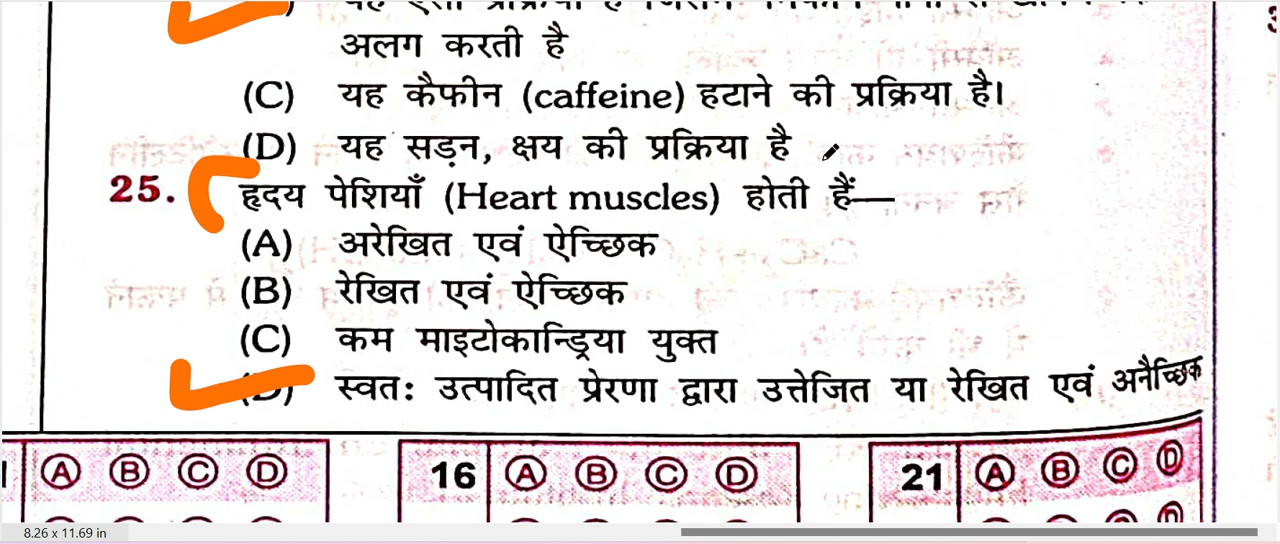 अलग करती है
(C) यह कैफीन (caffeine) हटाने की प्रक्रिया है।
(D) यह सड़न, क्षय की प्रक्रिया है
25. हृदय पेशियाँ (Heart muscles) होती हैं—
(A) अरेखित एवं ऐच्छिक
(B) रेखित एवं ऐच्छिक
(C) कम माइटोकान्ड्रिया युक्त
(D) स्वतः उत्पादित प्रेरणा द्वारा उत्तेजित या रेखित एवं अनैच्छिक
A B C D 16 A B C D 21 A B C D
8.26 x 11.69 in